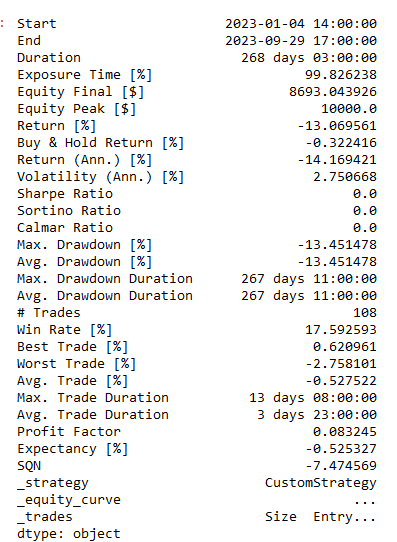 : Start 2023-01-04 14:00:00
End 2023-09-29 17:00:00
Duration 268 days 03:00:00
Exposure Time [%] 99.826238
Equity Final [$] 8693.043926
Equity Peak [$] 10000.0
Return [%] -13.069561
Buy & Hold Return [%] -0.322416
Return (Ann.) [%] -14.169421
Volatility (Ann.) [%] 2.750668
Sharpe Ratio 0.0
Sortino Ratio 0.0
Calmar Ratio 0.0
Max. Drawdown [%] -13.451478
Avg. Drawdown [%] -13.451478
Max. Drawdown Duration 267 days 11:00:00
Avg. Drawdown Duration 267 days 11:00:00
# Trades 108
Win Rate [%] 17.592593
Best Trade [%] 0.620961
Worst Trade [%] -2.758101
Avg. Trade [%] -0.527522
Max. Trade Duration 13 days 08:00:00
Avg. Trade Duration 3 days 23:00:00
Profit Factor 0.083245
Expectancy [%] -0.525327
SQN -7.474569
_strategy CustomStrategy
_equity_curve ...
_trades Size Entry...
dtype: object